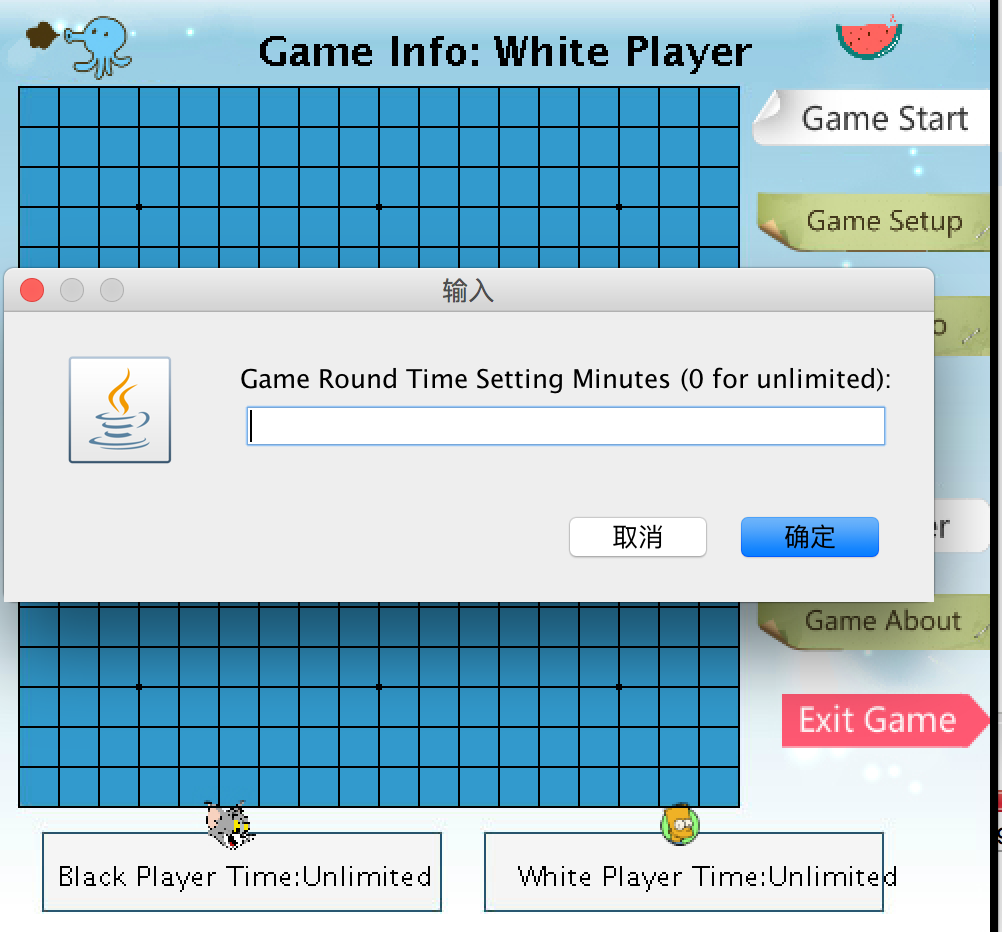 Game Info: White Player
Game Start
Game Setup
输入
Game Round Time Setting Minutes (0 for unlimited):
取消
确定
Game About
Exit Game
Black Player Time:Unlimited
White Player Time:Unlimited